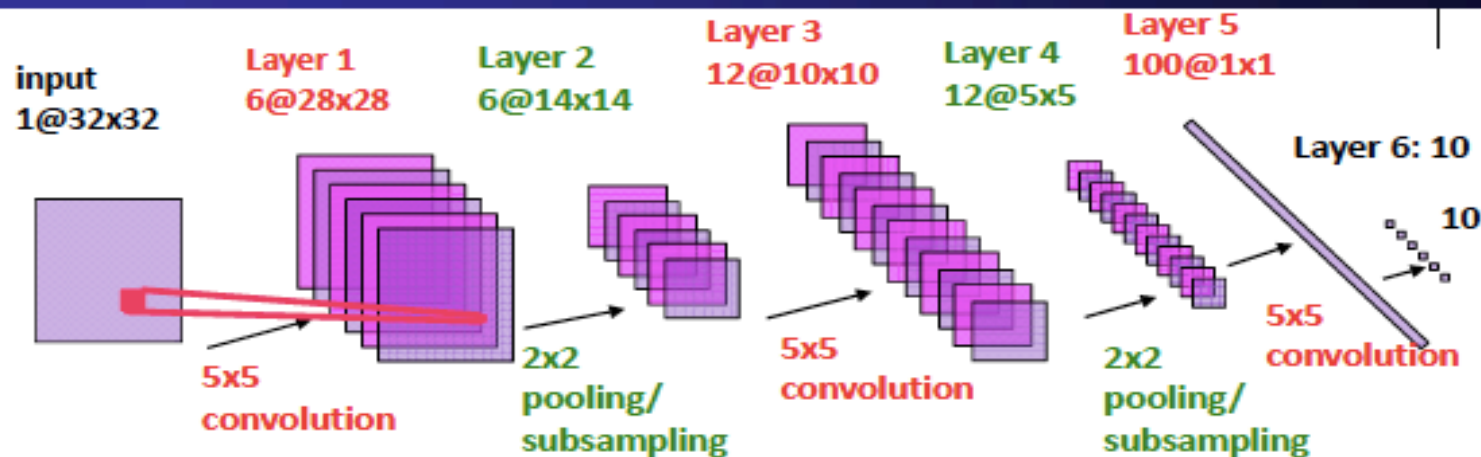 input
1@32x32
Layer 1
6@28x28
Layer 2
6@14x14
Layer 3
12@10x10
Layer 4
12@5x5
Layer 5
100@1x1
Layer 6: 10
10
5x5
convolution
2x2
pooling/
subsampling
5x5
convolution
2x2
pooling/
subsampling
5x5
convolution